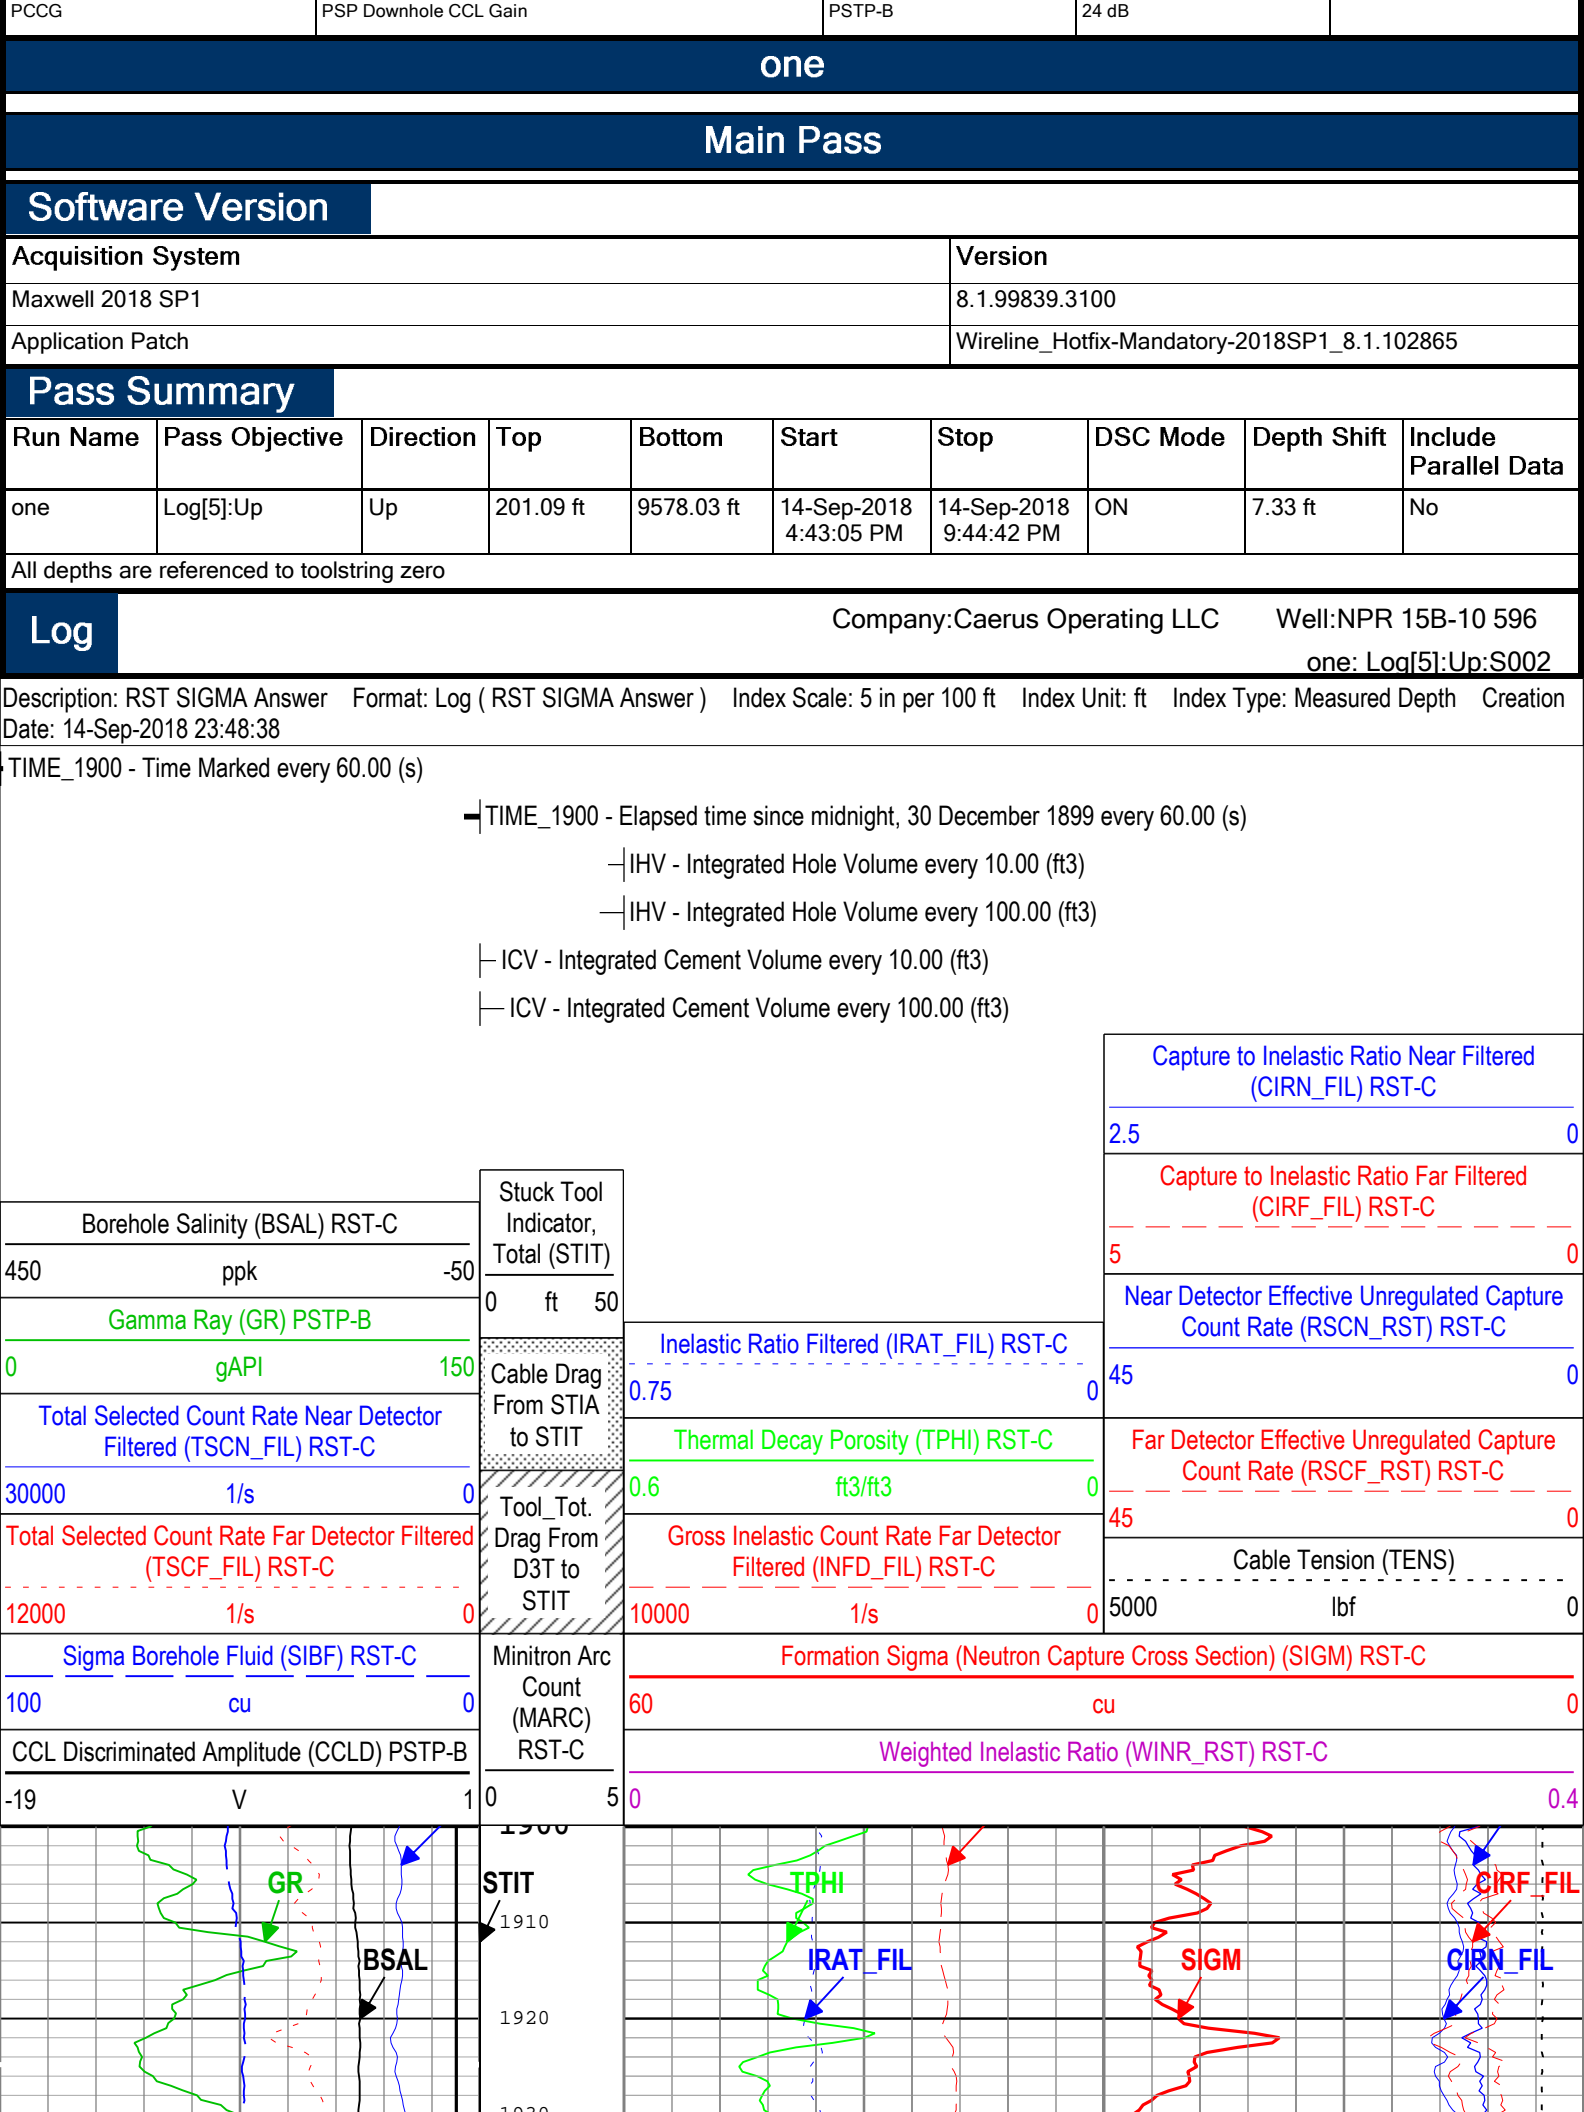 PCCG PSP Downhole CCL Gain PSTP-B 24 dB
one
Main Pass
Software Version
Acquisition System Version
Maxwell 2018 SP1 8.1.99839.3100
Application Patch Wireline_Hotfix-Mandatory-2018SP1_8.1.102865
Pass Summary
Run Name Pass Objective Direction Top Bottom Start Stop DSC Mode Depth Shift Include
Parallel Data
one Log[5]:Up Up 201.09 ft 9578.03 ft 14-Sep-2018 14-Sep-2018 ON 7.33 ft No
4:43:05 PM 9:44:42 PM
All depths are referenced to toolstring zero
Log
Company:Caerus Operating LLC Well:NPR 15B-10 596
one: Log[5]:Up:S002
Description: RST SIGMA Answer Format: Log ( RST SIGMA Answer ) Index Scale: 5 in per 100 ft Index Unit: ft Index Type: Measured Depth Creation
Date: 14-Sep-2018 23:48:38
TIME_1900 - Time Marked every 60.00 (s)
TIME_1900 - Elapsed time since midnight, 30 December 1899 every 60.00 (s)
IHV - Integrated Hole Volume every 10.00 (ft3)
IHV - Integrated Hole Volume every 100.00 (ft3)
ICV - Integrated Cement Volume every 10.00 (ft3)
ICV - Integrated Cement Volume every 100.00 (ft3)
Borehole Salinity (BSAL) RST-C
450 ppk -50
Gamma Ray (GR) PSTP-B
0 gAPI 150
Total Selected Count Rate Near Detector
Filtered (TSCN_FIL) RST-C
30000 1/s 0
Total Selected Count Rate Far Detector Filtered
(TSCF_FIL) RST-C
12000 1/s 0
Sigma Borehole Fluid (SIBF) RST-C
100 cu 0
CCL Discriminated Amplitude (CCLD) PSTP-B
-19 V 1
Stuck Tool
Indicator,
Total (STIT)
0 ft 50
Cable Drag
From STIA
to STIT
Tool_Tot.
Drag From
D3T to
STIT
Minitron Arc
Count
(MARC)
RST-C
0 5
Inelastic Ratio Filtered (IRAT_FIL) RST-C
0.75 0
Thermal Decay Porosity (TPHI) RST-C
0.6 ft3/ft3 0
Gross Inelastic Count Rate Far Detector
Filtered (INFD_FIL) RST-C
10000 1/s 0
Capture to Inelastic Ratio Near Filtered
(CIRN_FIL) RST-C
2.5 0
Capture to Inelastic Ratio Far Filtered
(CIRF_FIL) RST-C
5 0
Near Detector Effective Unregulated Capture
Count Rate (RSCN_RST) RST-C
45 0
Far Detector Effective Unregulated Capture
Count Rate (RSCF_RST) RST-C
45 0
Cable Tension (TENS)
5000 lbf 0
Formation Sigma (Neutron Capture Cross Section) (SIGM) RST-C
60 cu 0
Weighted Inelastic Ratio (WINR_RST) RST-C
0 0.4
1900
GR STIT TPHI CIRF_FIL
1910
BSAL IRAT_FIL SIGM CIRN_FIL
1920
1930